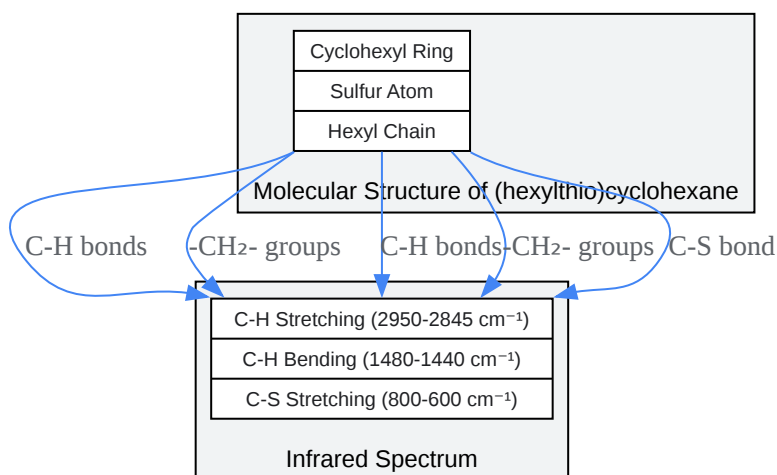 Cyclohexyl Ring
Sulfur Atom
Hexyl Chain
Molecular Structure of (hexylthio)cyclohexane
C-H bonds
-CH₂- groups
C-H bonds
-CH₂- groups
C-S bond
C-H Stretching (2950-2845 cm⁻¹)
C-H Bending (1480-1440 cm⁻¹)
C-S Stretching (800-600 cm⁻¹)
Infrared Spectrum